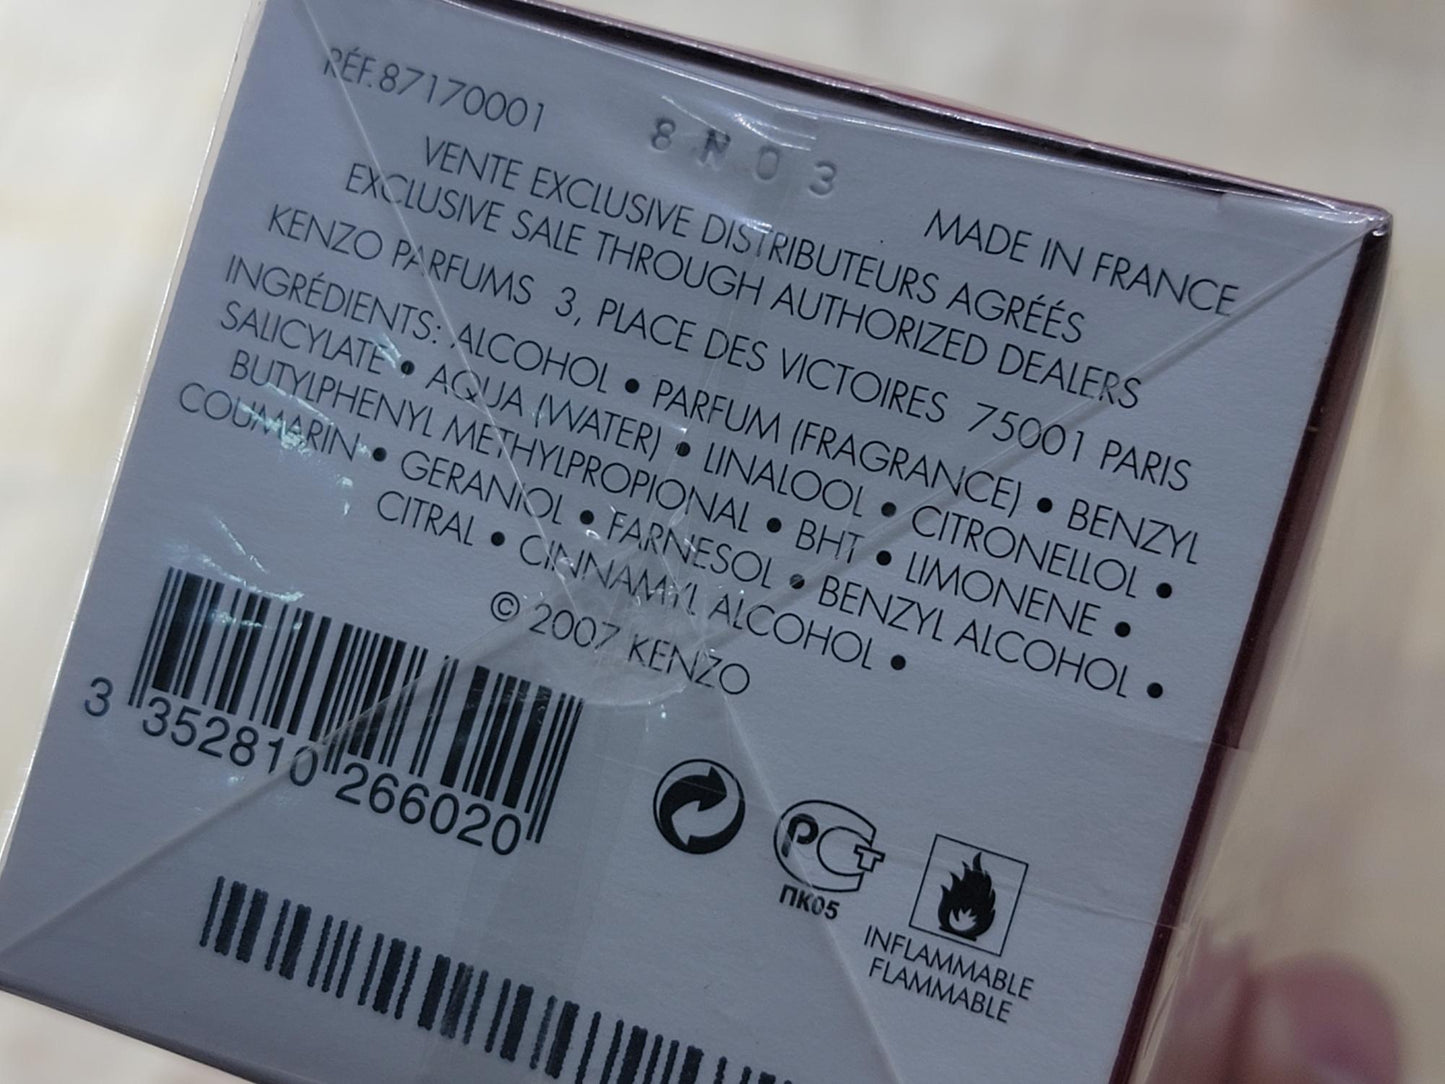 RÉF.87170001
8N03
MADE IN FRANCE
VENTE EXCLUSIVE DISTRIBUTEURS AGRÉÉS
EXCLUSIVE SALE THROUGH AUTHORIZED DEALERS
KENZO PARFUMS 3, PLACE DES VICTOIRES 75001 PARIS
INGRÉDIENTS: ALCOHOL • PARFUM (FRAGRANCE) • BENZYL
SALICYLATE • AQUA (WATER) • LINALOOL • CITRONELLOL •
BUTYLPHENYL METHYLPROPIONAL • BHT • LIMONENE •
COUMARIN • GERANIOL • FARNESOL • BENZYL ALCOHOL •
CITRAL • CINNAMYL ALCOHOL •
© 2007 KENZO
3 352810 266020
РСТ
ПК05
INFLAMMABLE
FLAMMABLE